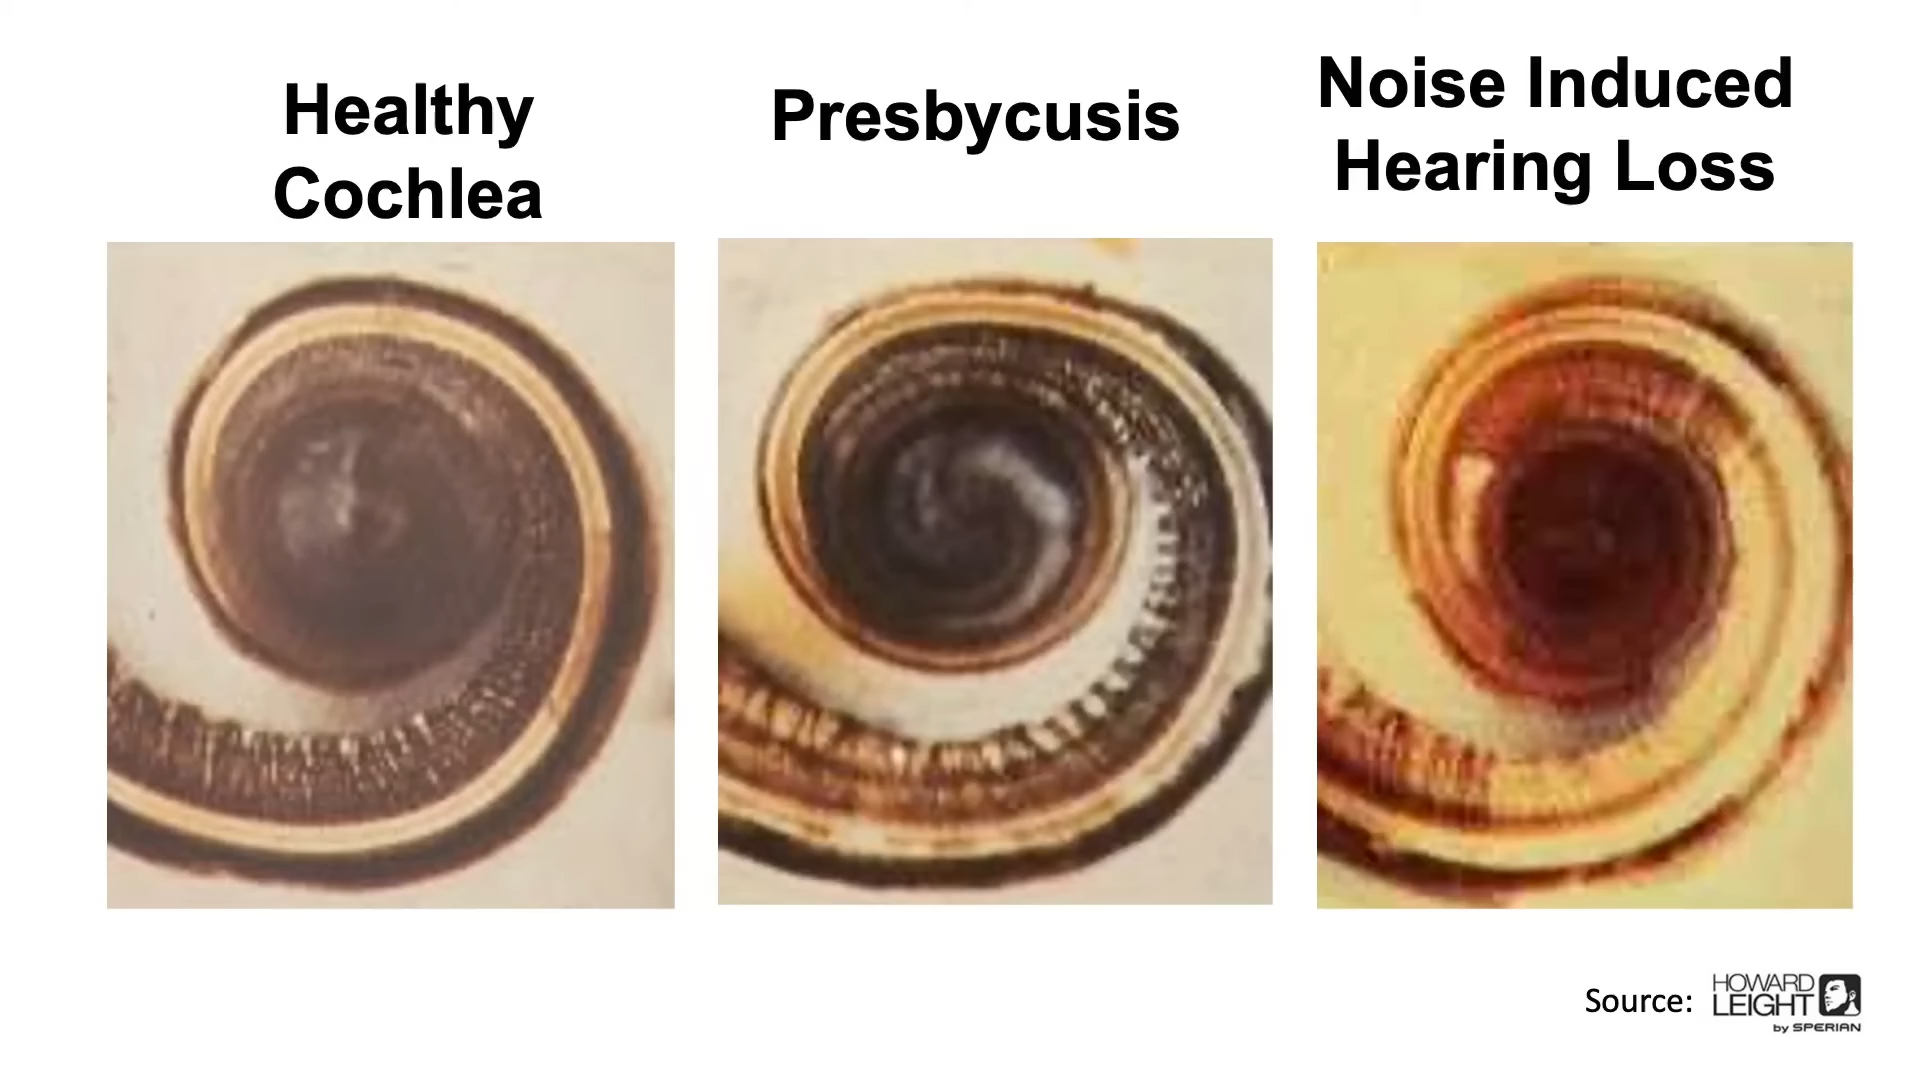 Healthy
Cochlea
Presbycusis
Noise Induced
Hearing Loss
Source:
HOWARD
LEIGHT
by SPERIAN